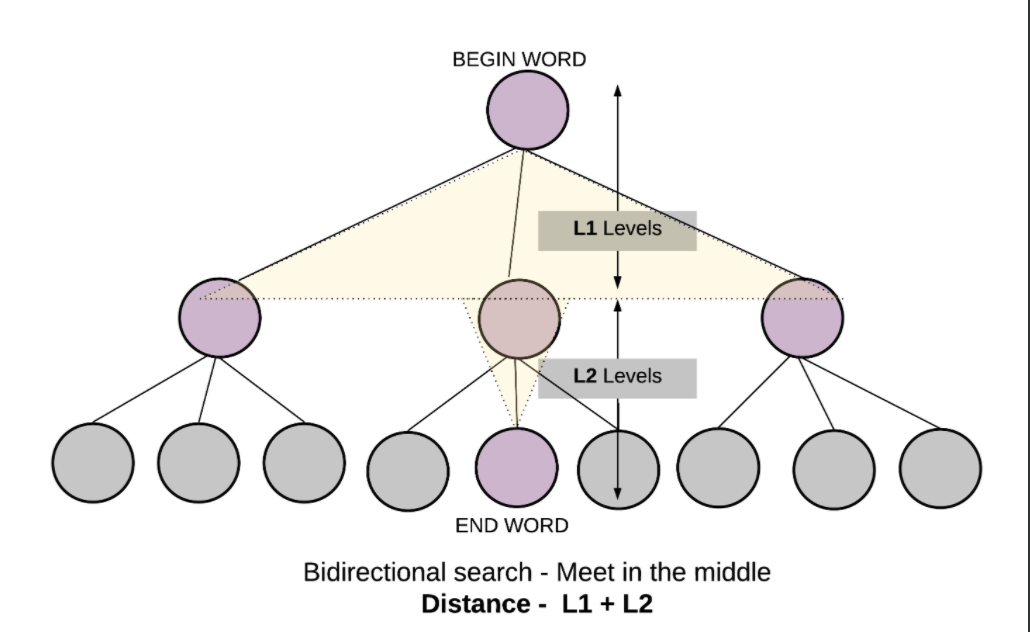 BEGIN WORD
L1 Levels
L2 Levels
END WORD
Bidirectional search - Meet in the middle
Distance - L1 + L2